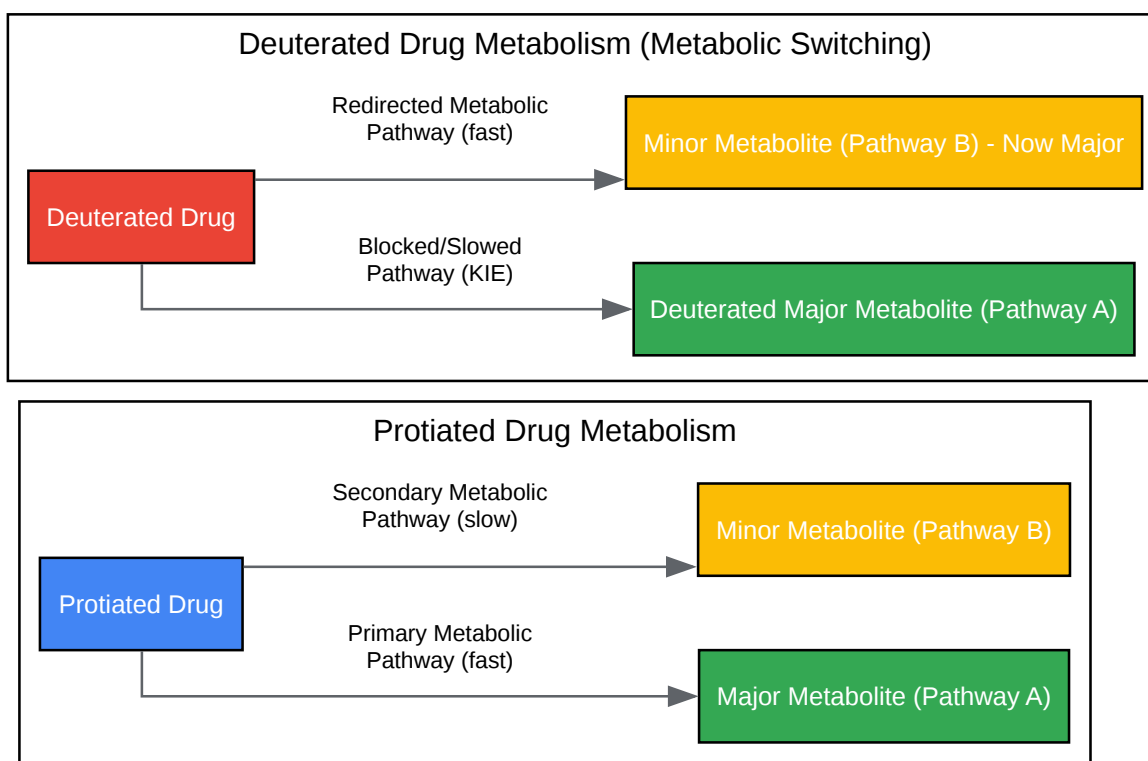 Deuterated Drug Metabolism (Metabolic Switching)
Redirected Metabolic
Pathway (fast)
Minor Metabolite (Pathway B) - Now Major
Deuterated Drug
Blocked/Slowed
Pathway (KIE)
Deuterated Major Metabolite (Pathway A)
Protiated Drug Metabolism
Secondary Metabolic
Pathway (slow)
Minor Metabolite (Pathway B)
Protiated Drug
Primary Metabolic
Pathway (fast)
Major Metabolite (Pathway A)